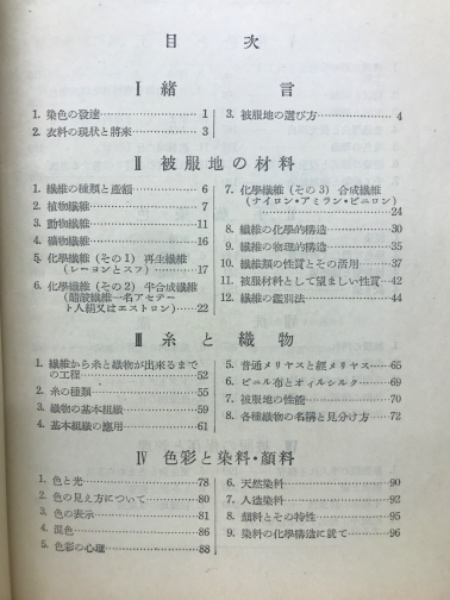 目次
I 緒言
1. 染色の發達 1
2. 衣料の現状と將來 3
3. 被服地の選び方 4
II 被服地の材料
1. 繊維の種類と產額 6
2. 植物繊維 7
3. 動物繊維 11
4. 礦物繊維 16
5. 化學繊維(その1)再生繊維
(レーヨンとスフ) 17
6. 化學繊維(その2)半合成繊維
(醋酸繊維一名アセテー
ト人絹又はエストロン) 22
7. 化學繊維(その3)合成繊維
(ナイロン・アミラン・ビニロン)
24
8. 繊維の化學的構造 30
9. 繊維の物理的構造 35
10. 繊維類の性質とその活用 37
11. 被服材料として望ましい性質 42
12. 繊維の鑑別法 44
III 糸と織物
1. 繊維から糸と織物が出来るまで
の工程 52
2. 糸の種類 55
3. 織物の基本組織 59
4. 基本組織の應用 61
5. 普通メリヤスと經メリヤス 65
6. ビニル布とオイルシルク 69
7. 被服地の性能 70
8. 各種織物の名稱と見分け方 72
IV 色彩と染料・顔料
1. 色と光 78
2. 色の見え方について 80
3. 色の表示 81
4. 混色 86
5. 色彩の心理 88
6. 天然染料 90
7. 人造染料 92
8. 顔料とその特性 95
9. 染料の化學構造に就て 96